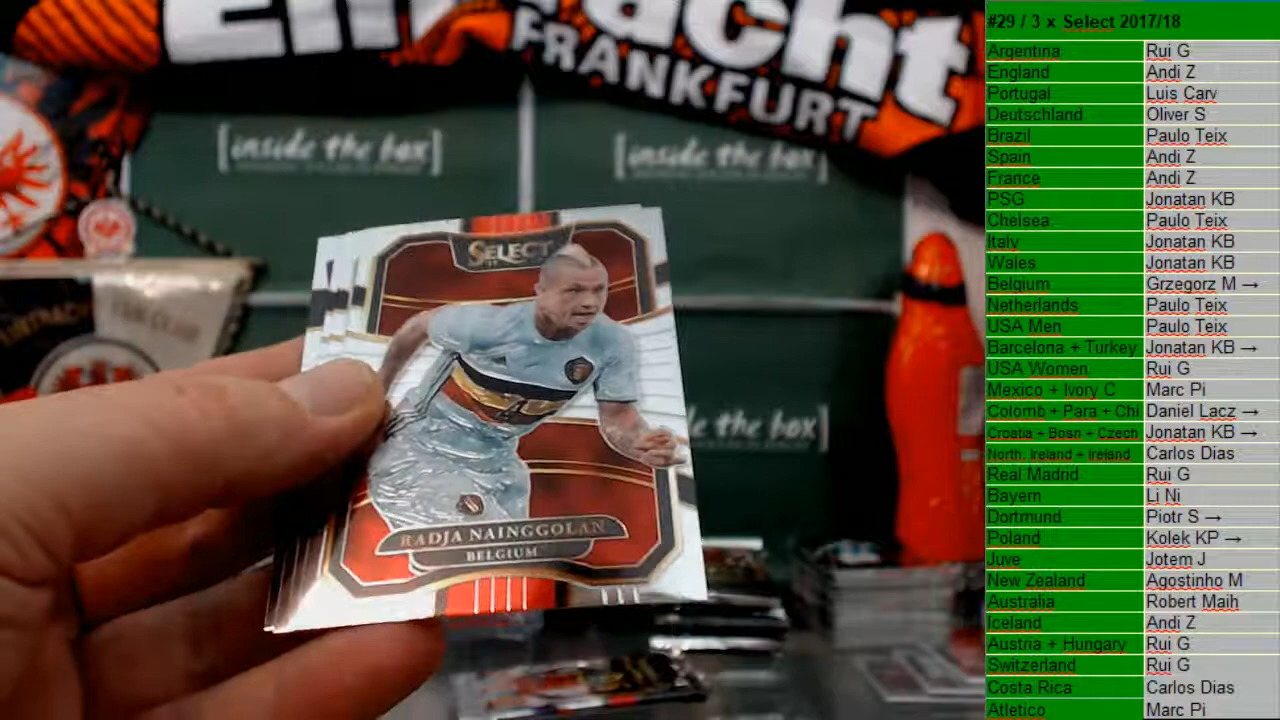 Eintracht
FRANKFURT
[inside the box]
[inside the box]
SELECT
inside the box]
RADJA NAINGGOLAN
BELGIUM
#29 / 3 x Select 2017/18
Argentina Rui G
England Andi Z
Portugal Luis Carv
Deutschland Oliver S
Brazil Paulo Teix
Spain Andi Z
France Andi Z
PSG Jonatan KB
Chelsea Paulo Teix
Italy Jonatan KB
Wales Jonatan KB
Belgium Grzegorz M →
Netherlands Paulo Teix
USA Men Paulo Teix
Barcelona + Turkey Jonatan KB →
USA Women Rui G
Mexico + Ivory C Marc Pi
Colomb + Para + Chi Daniel Lacz →
Croatia + Bosn + Czech Jonatan KB →
North. Ireland + Ireland Carlos Dias
Real Madrid Rui G
Bayern Li Ni
Dortmund Piotr S →
Poland Kolek KP →
Juve Jotem J
New Zealand Agostinho M
Australia Robert Maih
Iceland Andi Z
Austria + Hungary Rui G
Switzerland Rui G
Costa Rica Carlos Dias
Atletico Marc Pi